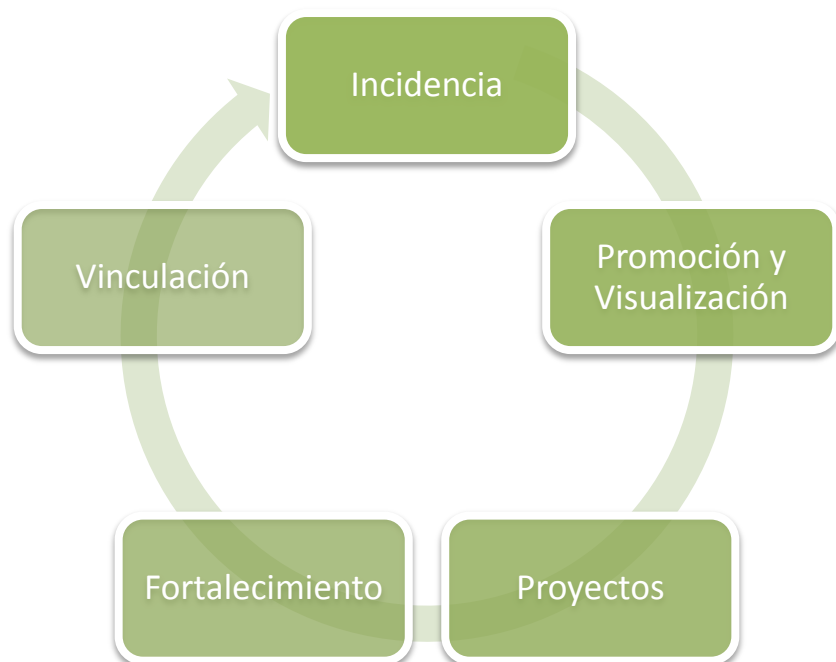 Incidencia
Promoción y
Visualización
Proyectos
Fortalecimiento
Vinculación